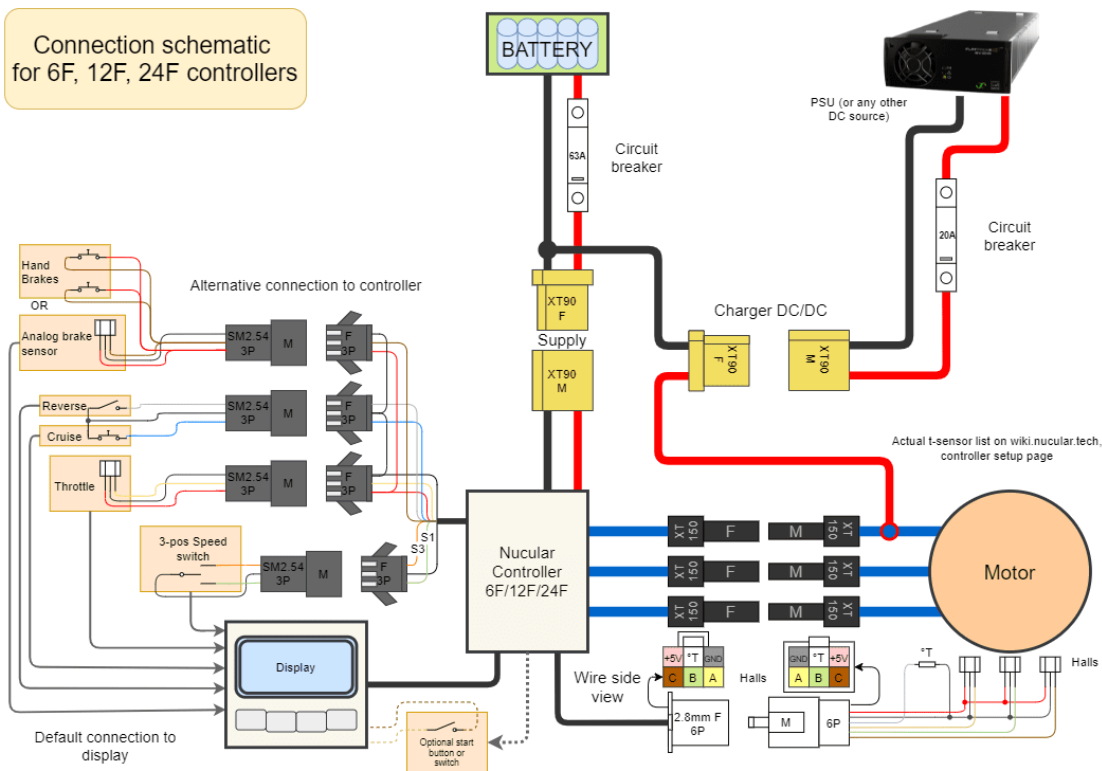 Connection schematic
for 6F, 12F, 24F controllers
BATTERY
PSU (or any other
DC source)
63A
Circuit
breaker
20A
Circuit
breaker
Hand
Brakes
OR
Analog brake
sensor
Alternative connection to controller
SM2.54
3P
M
F
3P
XT90
F
Supply
XT90
M
Charger DC/DC
XT90
F
XT90
M
Reverse
Cruise
SM2.54
3P
M
F
3P
Throttle
SM2.54
3P
M
F
3P
Actual t-sensor list on wiki.nucular.tech,
controller setup page
S1
S3
3-pos Speed
switch
SM2.54
3P
M
F
3P
Nucular
Controller
6F/12F/24F
XT
150
F
M
XT
150
XT
150
F
M
XT
150
XT
150
F
M
XT
150
Motor
Display
Wire side
view
+5V
°T
GND
C
B
A
Halls
GND
°T
+5V
A
B
C
°T
Halls
2.8mm F
6P
M
6P
Default connection to
display
Optional start
button or
switch